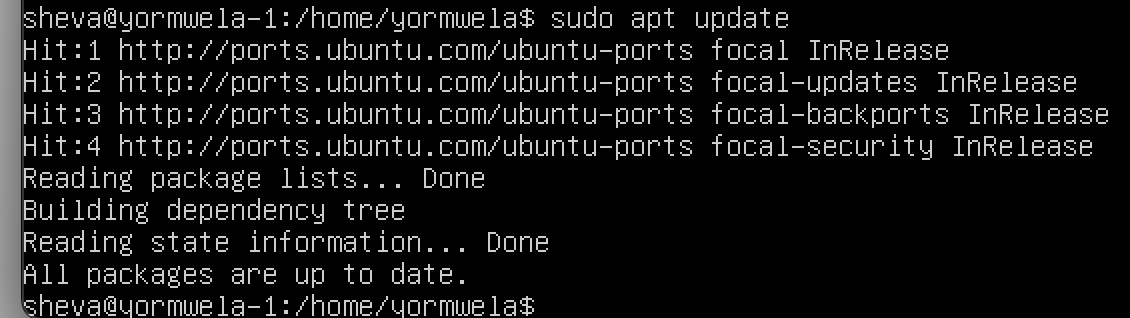 sheva@yormwela-1:/home/yormwela$ sudo apt update
Hit:1 http://ports.ubuntu.com/ubuntu-ports focal InRelease
Hit:2 http://ports.ubuntu.com/ubuntu-ports focal-updates InRelease
Hit:3 http://ports.ubuntu.com/ubuntu-ports focal-backports InRelease
Hit:4 http://ports.ubuntu.com/ubuntu-ports focal-security InRelease
Reading package lists... Done
Building dependency tree
Reading state information... Done
All packages are up to date.
sheva@yormwela-1:/home/yormwela$